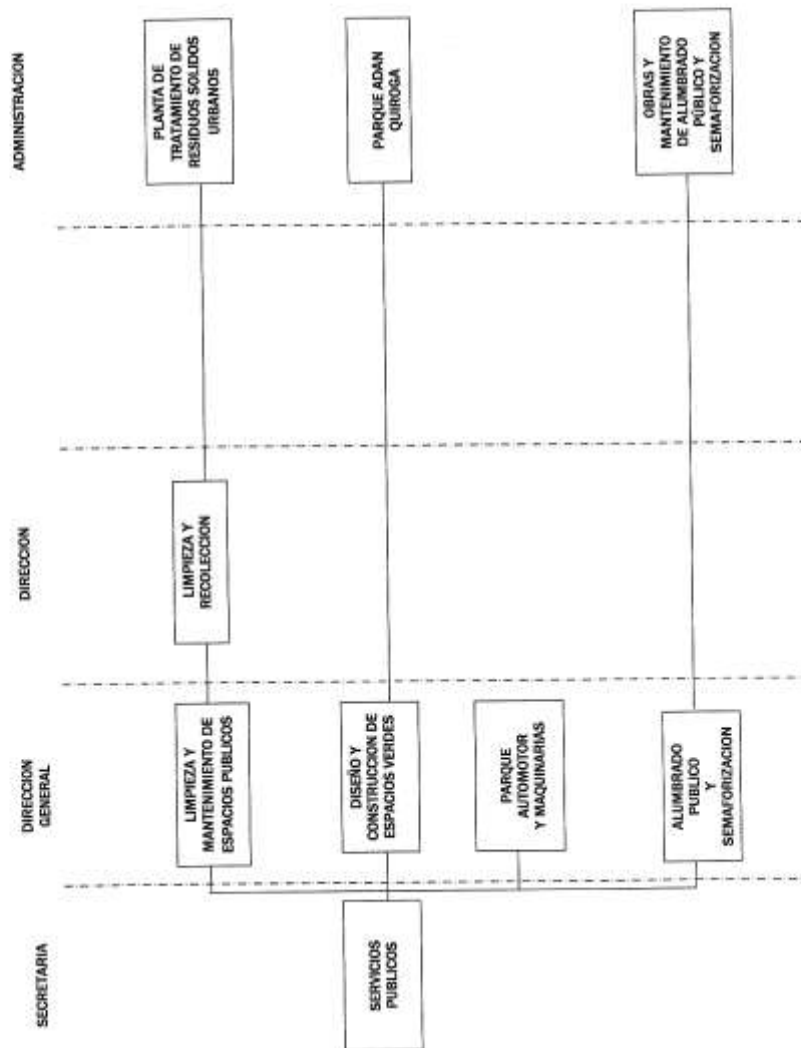 SECRETARIA
DIRECCION
GENERAL
DIRECCION
ADMINISTRACION
SERVICIOS
PUBLICOS
LIMPIEZA Y
MANTENIMIENTO DE
ESPACIOS PUBLICOS
DISEÑO Y
CONSTRUCCION DE
ESPACIOS VERDES
PARQUE
AUTOMOTOR
Y MAQUINARIAS
ALUMBRADO
PUBLICO
Y
SEMAFORIZACION
LIMPIEZA Y
RECOLECCION
PLANTA DE
TRATAMIENTO DE
RESIDUOS SOLIDOS
URBANOS
PARQUE ADAN
QUIROGA
OBRAS Y
MANTENIMIENTO
DE ALUMBRADO
PÚBLICO Y
SEMAFORIZACION